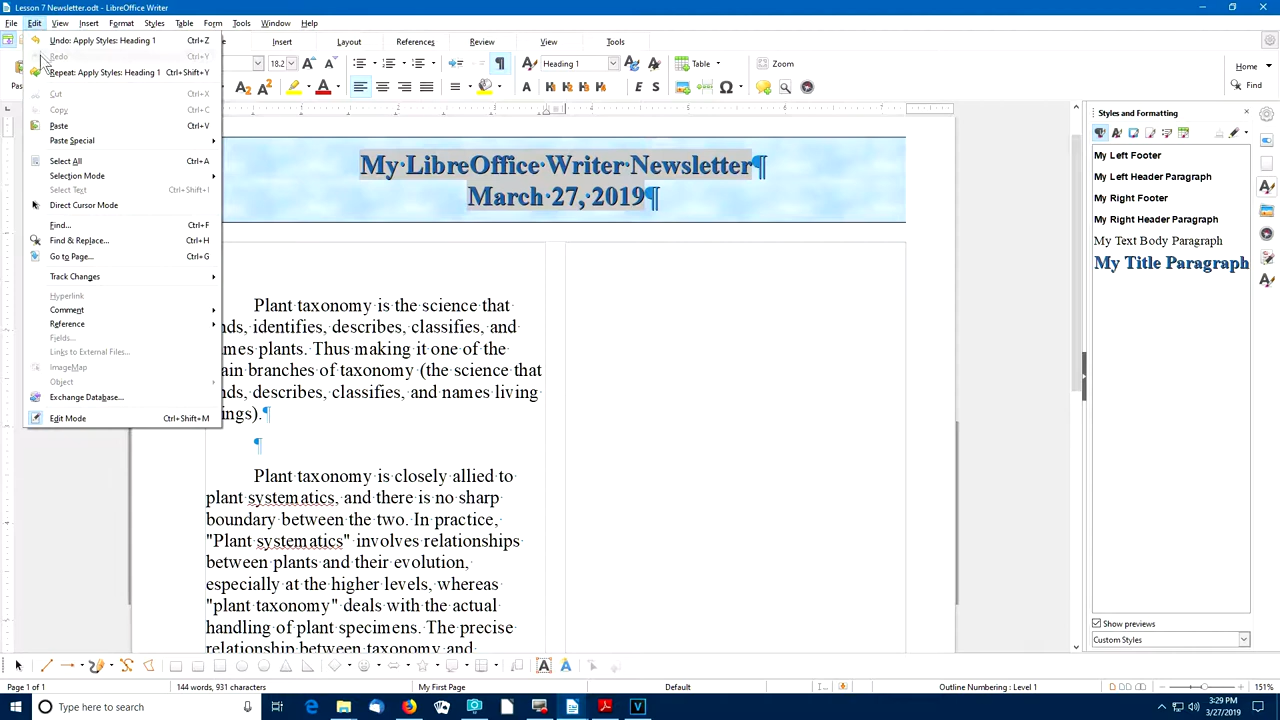 Lesson 7 Newsletter.odt - LibreOffice Writer
File Edit View Insert Format Styles Table Form Tools Window Help
Undo: Apply Styles: Heading 1 Ctrl+Z
Redo Ctrl+Y
Repeat: Apply Styles: Heading 1 Ctrl+Shift+Y
Cut Ctrl+X
Copy Ctrl+C
Paste Ctrl+V
Paste Special
Select All Ctrl+A
Selection Mode
Select Text Ctrl+Shift+I
Direct Cursor Mode
Find... Ctrl+F
Find & Replace... Ctrl+H
Go to Page... Ctrl+G
Track Changes
Hyperlink
Comment
Reference
Fields...
Links to External Files...
ImageMap
Object
Exchange Database...
Edit Mode Ctrl+Shift+M
Insert Layout References Review View Tools
18.2 Heading 1 Table Zoom
Home
Find
My LibreOffice Writer Newsletter¶
March 27, 2019¶
Plant taxonomy is the science that
nds, identifies, describes, classifies, and
mes plants. Thus making it one of the
ain branches of taxonomy (the science that
nds, describes, classifies, and names living
ings).¶
¶
Plant taxonomy is closely allied to
plant systematics, and there is no sharp
boundary between the two. In practice,
"Plant systematics" involves relationships
between plants and their evolution,
especially at the higher levels, whereas
"plant taxonomy" deals with the actual
handling of plant specimens. The precise
relationship between taxonomy and
Styles and Formatting
My Left Footer
My Left Header Paragraph
My Right Footer
My Right Header Paragraph
My Text Body Paragraph
My Title Paragraph
Show previews
Custom Styles
Page 1 of 1 144 words, 931 characters My First Page Default Outline Numbering : Level 1 151%
Type here to search
3:29 PM
3/27/2019